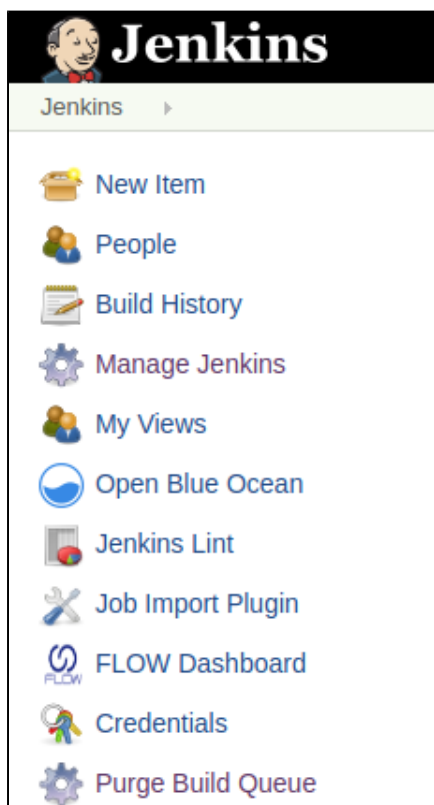 Jenkins
Jenkins
New Item
People
Build History
Manage Jenkins
My Views
Open Blue Ocean
Jenkins Lint
Job Import Plugin
FLOW
FLOW Dashboard
Credentials
Purge Build Queue